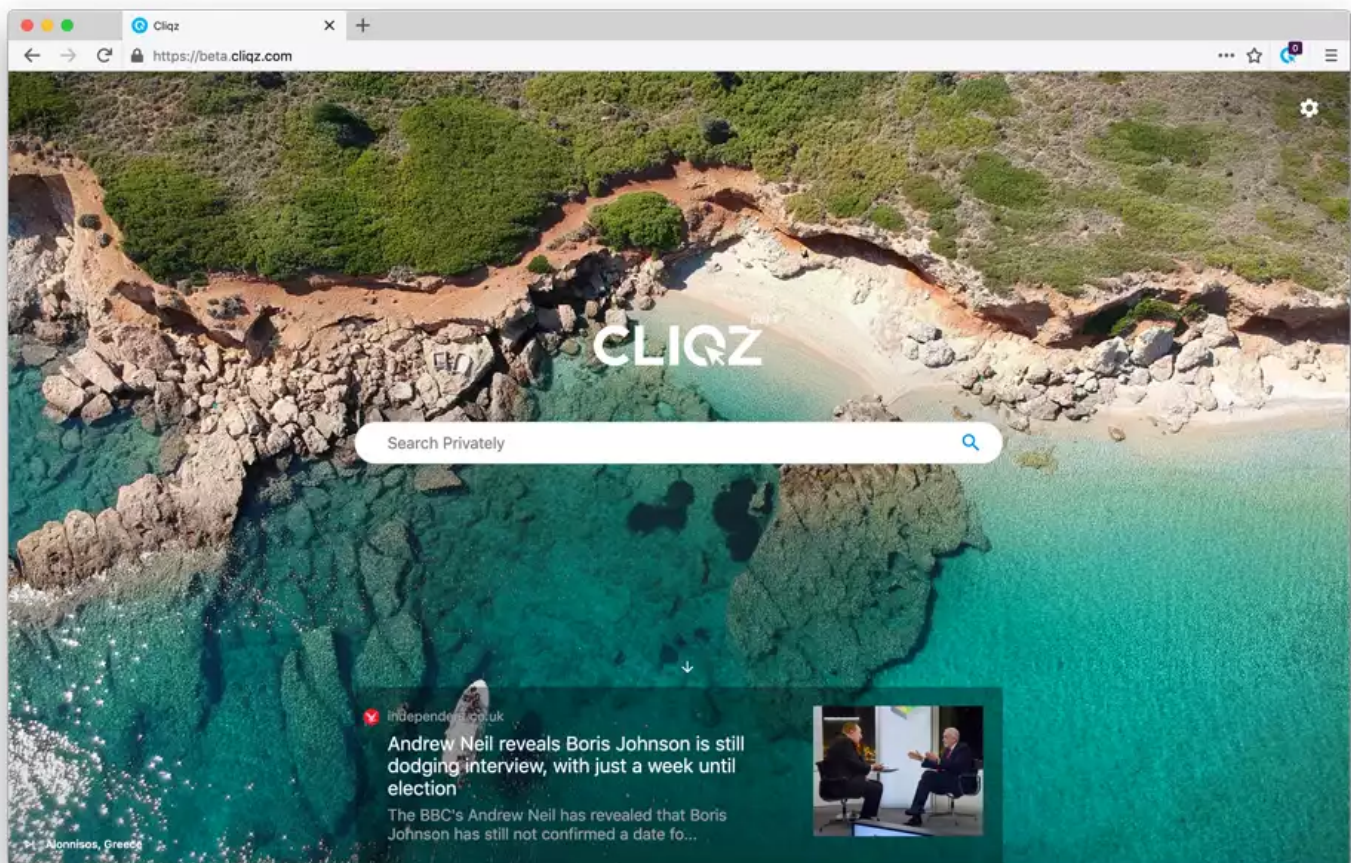 Cliqz
https://beta.cliqz.com
0
CLIQZ
Search Privately
independent.co.uk
Andrew Neil reveals Boris Johnson is still
dodging interview, with just a week until
election
The BBC's Andrew Neil has revealed that Boris
Johnson has still not confirmed a date fo...
Alonnisos, Greece